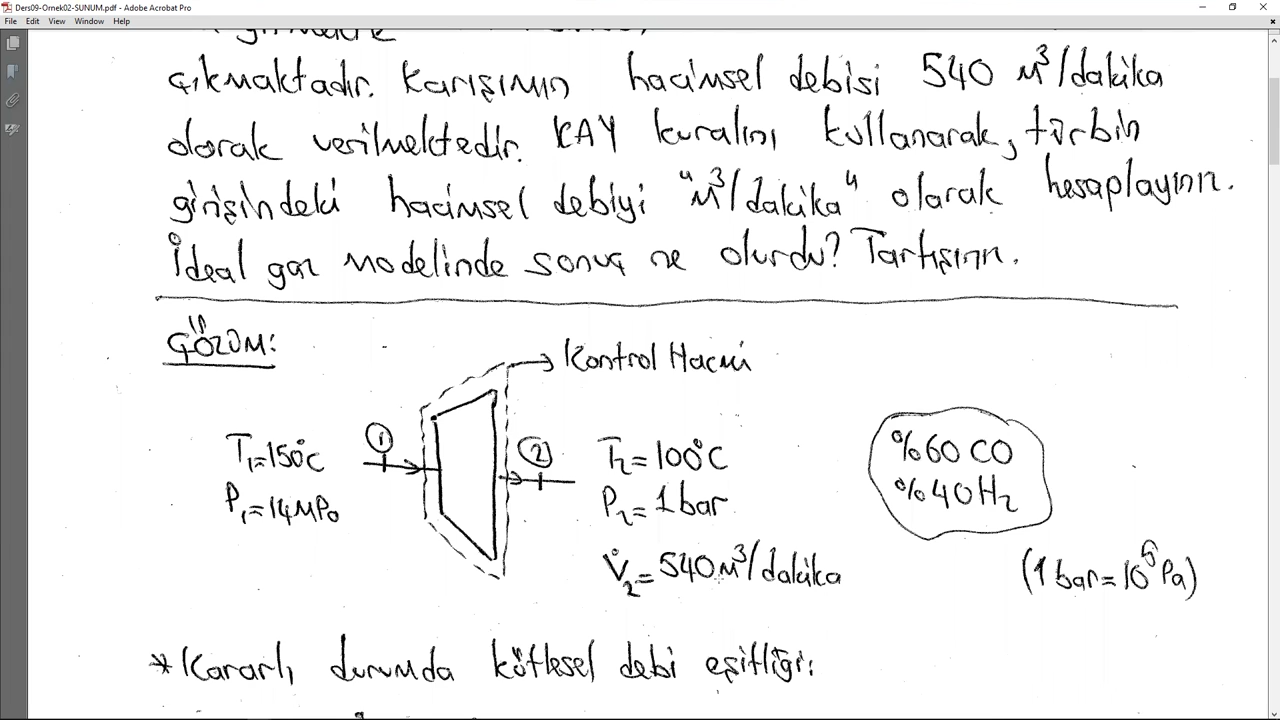 Ders09-Ornek02-SUNUM.pdf - Adobe Acrobat Pro
File Edit View Window Help
çıkmaktadır. Karışımın hacimsel debisi 540 m³/dakika
olarak verilmektedir. KAY kuralını kullanarak, türbin
girişindeki hacimsel debiyi "m³/dakika" olarak hesaplayınız.
İdeal gaz modelinde sonuç ne olurdu? Tartışınız.
ÇÖZÜM:
Kontrol Hacmi
T₁=150°C
P₁=14MPa
1
2
T₂=100°C
P₂=1bar
V̇₂=540m³/dakika
%60 CO
%40 H₂
(1 bar=10⁵ Pa)
*Kararlı durumda kütlesel debi eşitliği: